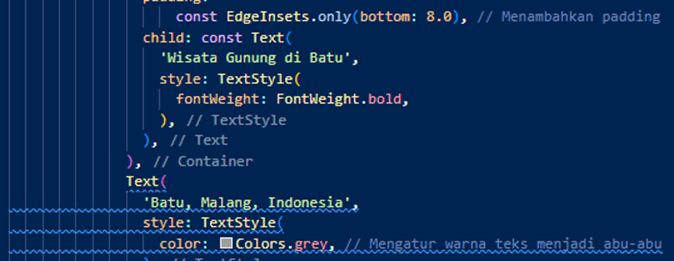 padding:
const EdgeInsets.only(bottom: 8.0), // Menambahkan padding
child: const Text(
'Wisata Gunung di Batu',
style: TextStyle(
fontWeight: FontWeight.bold,
), // TextStyle
), // Text
), // Container
Text(
'Batu, Malang, Indonesia',
style: TextStyle(
color: Colors.grey, // Mengatur warna teks menjadi abu-abu
), // TextStyle